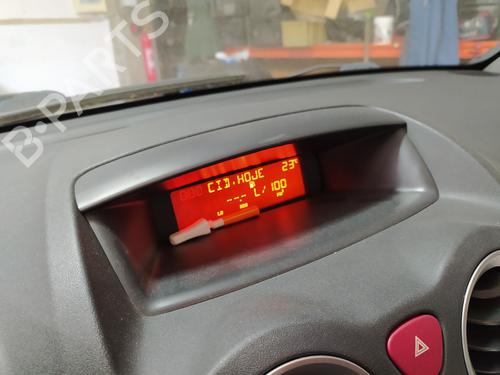 B-PARTS
CID.HOJE 23°
--.- L/100